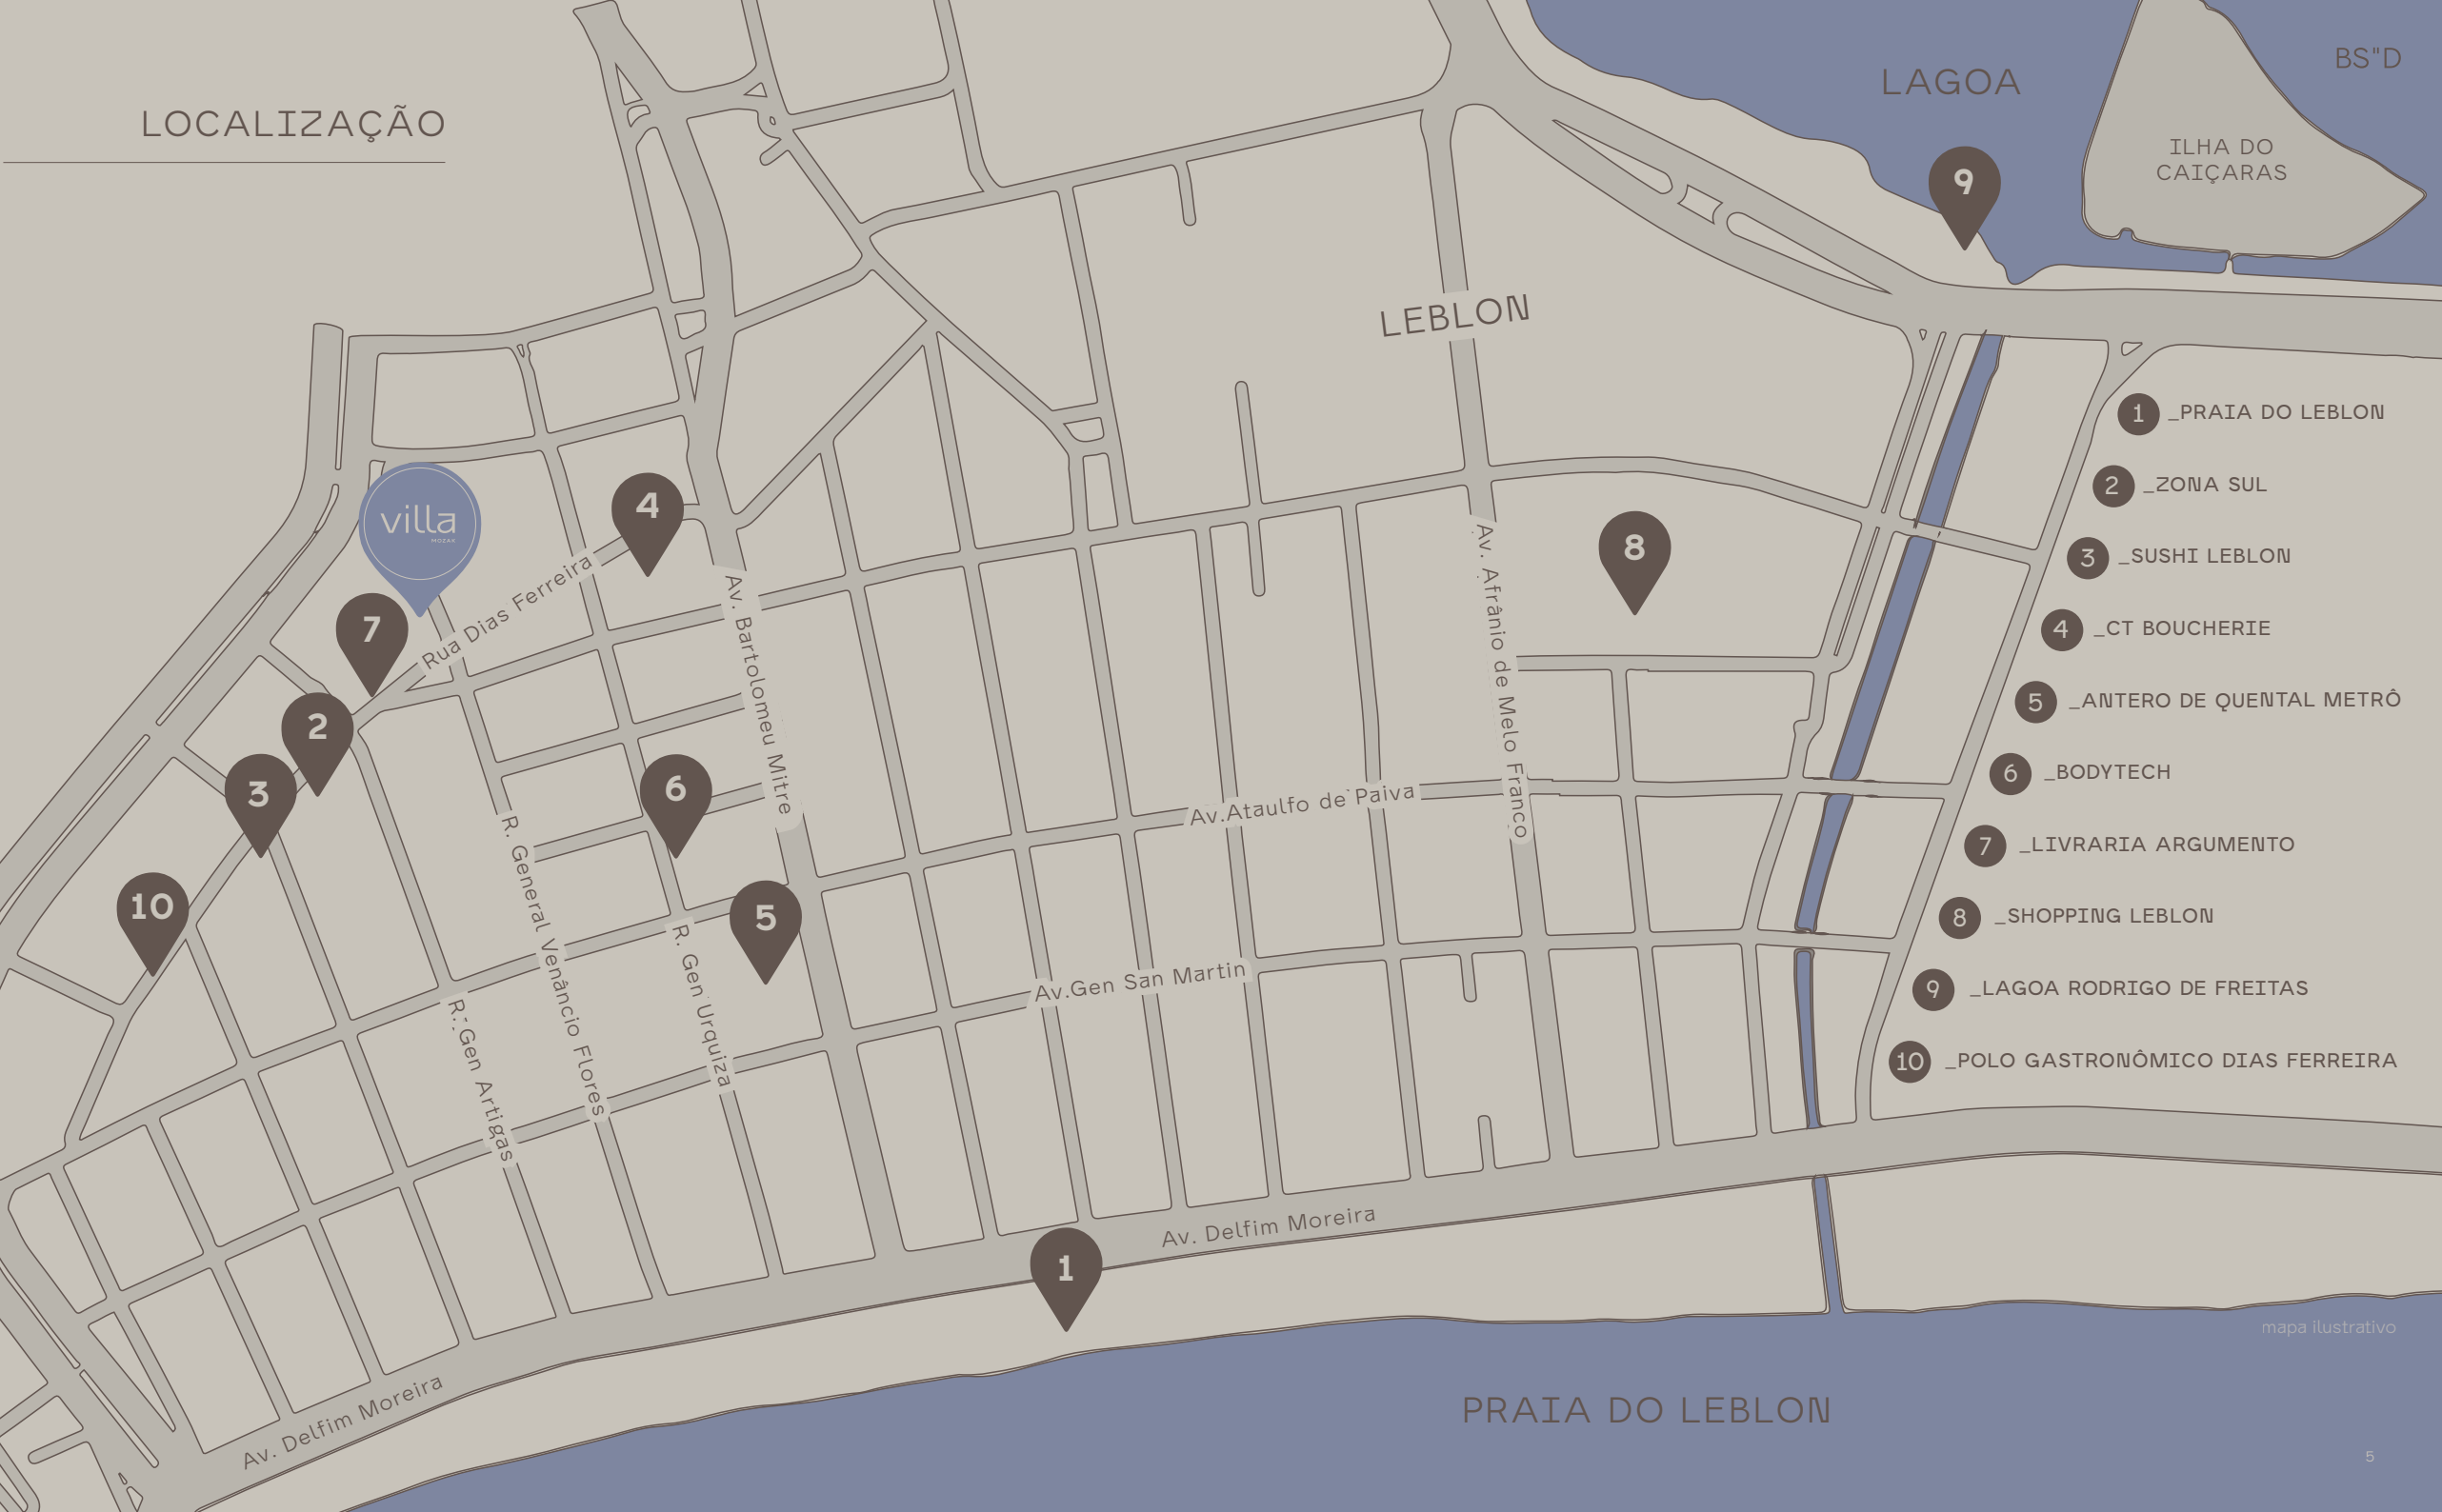 LOCALIZAÇÃO
BS"D
LAGOA
ILHA DO
CAIÇARAS
9
LEBLON
villa
MOZAK
4
8
7
2
3
10
6
5
1
Rua Dias Ferreira
Av. Bartolomeu Mitre
Av. Afrânio de Melo Franco
Av.Ataulfo de Paiva
Av.Gen San Martin
R. General Venâncio Flores
R. Gen Urquiza
R. Gen Artigas
Av. Delfim Moreira
Av. Delfim Moreira
1 _PRAIA DO LEBLON
2 _ZONA SUL
3 _SUSHI LEBLON
4 _CT BOUCHERIE
5 _ANTERO DE QUENTAL METRÔ
6 _BODYTECH
7 _LIVRARIA ARGUMENTO
8 _SHOPPING LEBLON
9 _LAGOA RODRIGO DE FREITAS
10 _POLO GASTRONÔMICO DIAS FERREIRA
mapa ilustrativo
PRAIA DO LEBLON
5